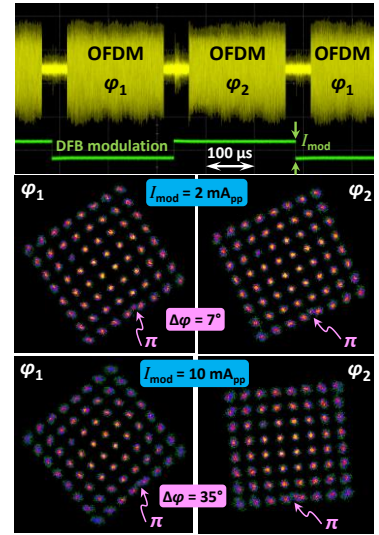 OFDM OFDM OFDM
φ1 φ2 φ1
DFB modulation
Imod
100 µs
φ1 Imod = 2 mApp φ2
Δφ = 7°
π π
φ1 Imod = 10 mApp φ2
Δφ = 35°
π π